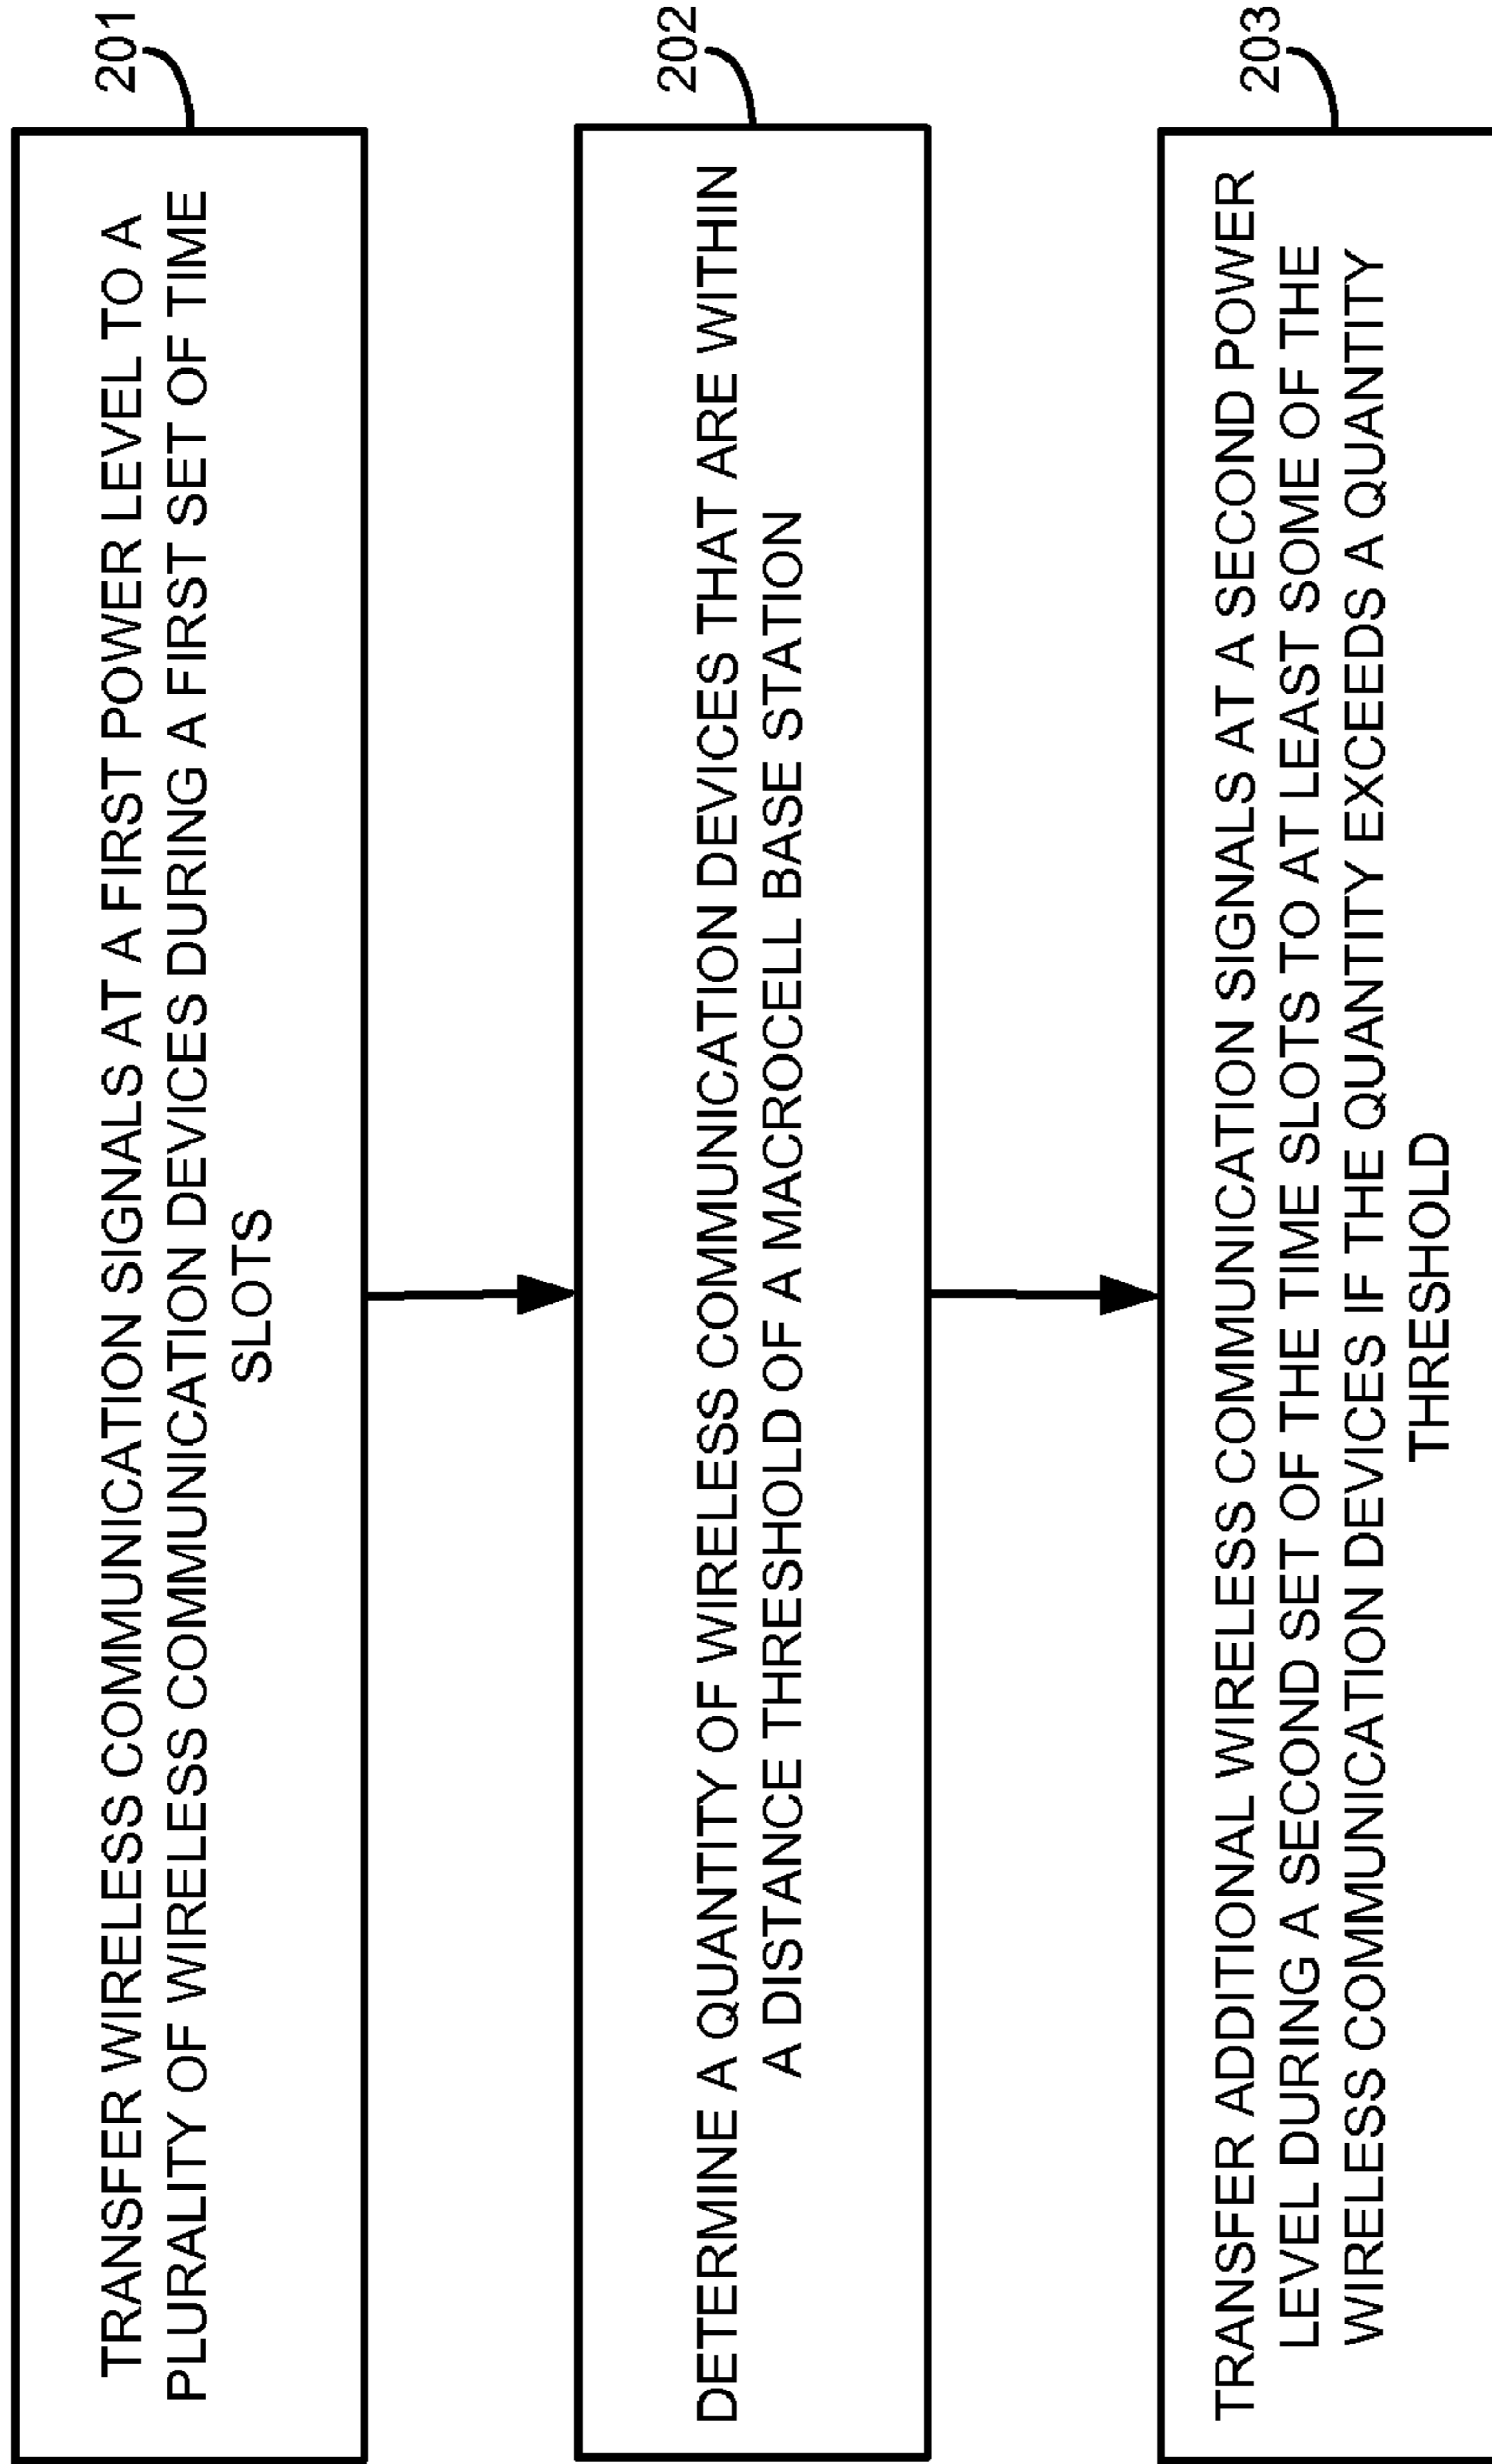 201
TRANSFER WIRELESS COMMUNICATION SIGNALS AT A FIRST POWER LEVEL TO A
PLURALITY OF WIRELESS COMMUNICATION DEVICES DURING A FIRST SET OF TIME
SLOTS
202
DETERMINE A QUANTITY OF WIRELESS COMMUNICATION DEVICES THAT ARE WITHIN
A DISTANCE THRESHOLD OF A MACROCELL BASE STATION
203
TRANSFER ADDITIONAL WIRELESS COMMUNICATION SIGNALS AT A SECOND POWER
LEVEL DURING A SECOND SET OF THE TIME SLOTS TO AT LEAST SOME OF THE
WIRELESS COMMUNICATION DEVICES IF THE QUANTITY EXCEEDS A QUANTITY
THRESHOLD